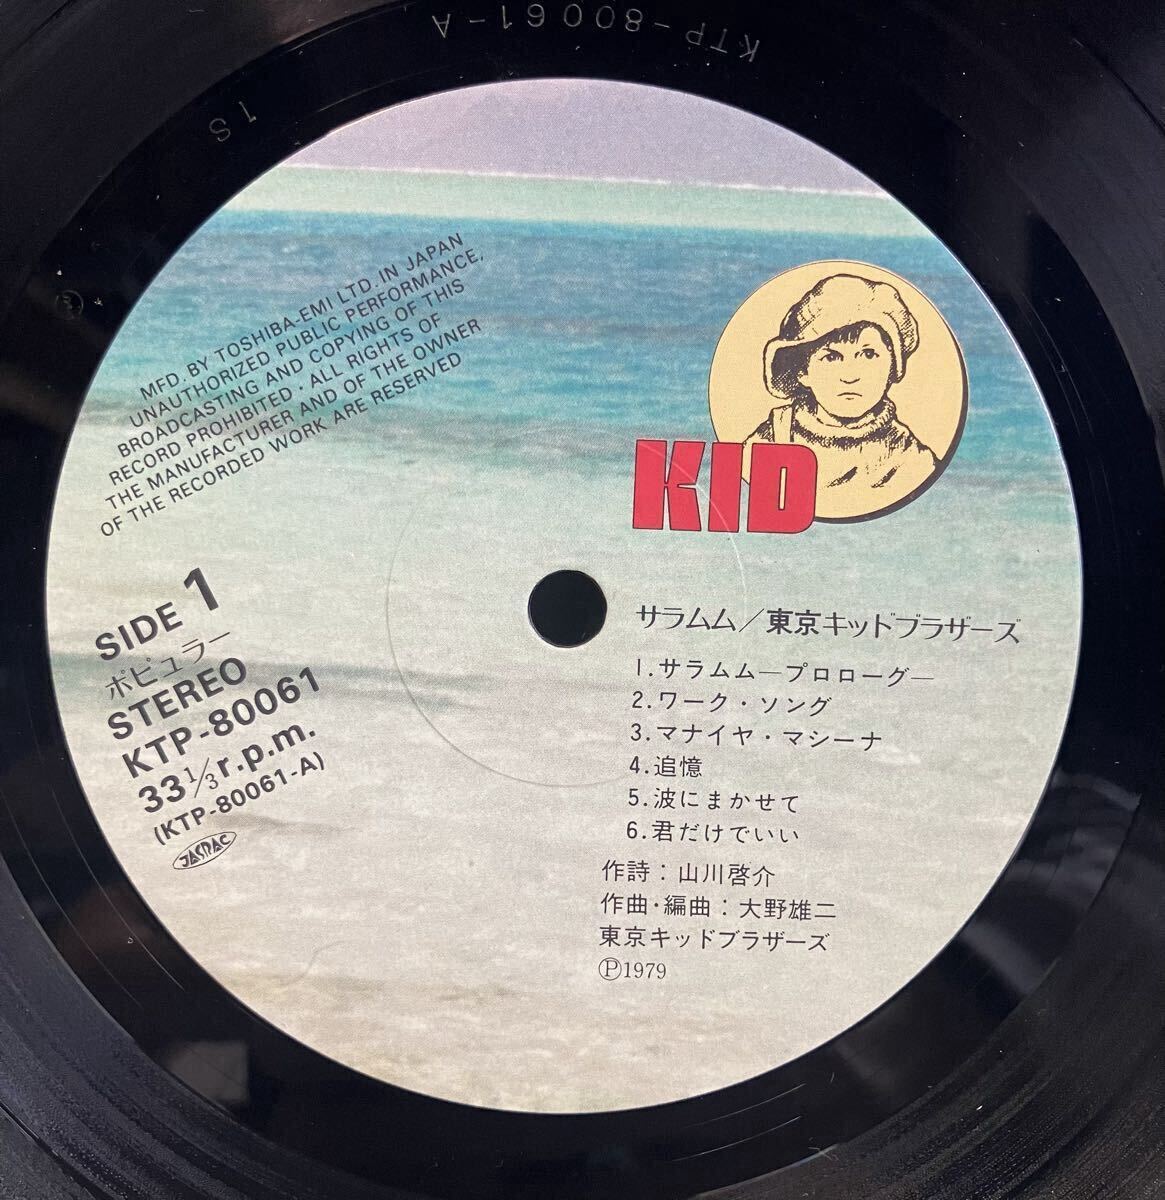 KTP-80061-A
1S
MFD. BY TOSHIBA-EMI LTD. IN JAPAN
UNAUTHORIZED PUBLIC PERFORMANCE,
BROADCASTING AND COPYING OF THIS
RECORD PROHIBITED · ALL RIGHTS OF
THE MANUFACTURER AND OF THE OWNER
OF THE RECORDED WORK ARE RESERVED
KID
SIDE 1
ポピュラー
STEREO
KTP-80061
33 1/3 r.p.m.
(KTP-80061-A)
JASRAC
サラムム/東京キッドブラザーズ
1.サラムム―プロローグ―
2.ワーク・ソング
3.マナイヤ・マシーナ
4.追憶
5.波にまかせて
6.君だけでいい
作詩:山川啓介
作曲・編曲:大野雄二
東京キッドブラザーズ
Ⓟ1979